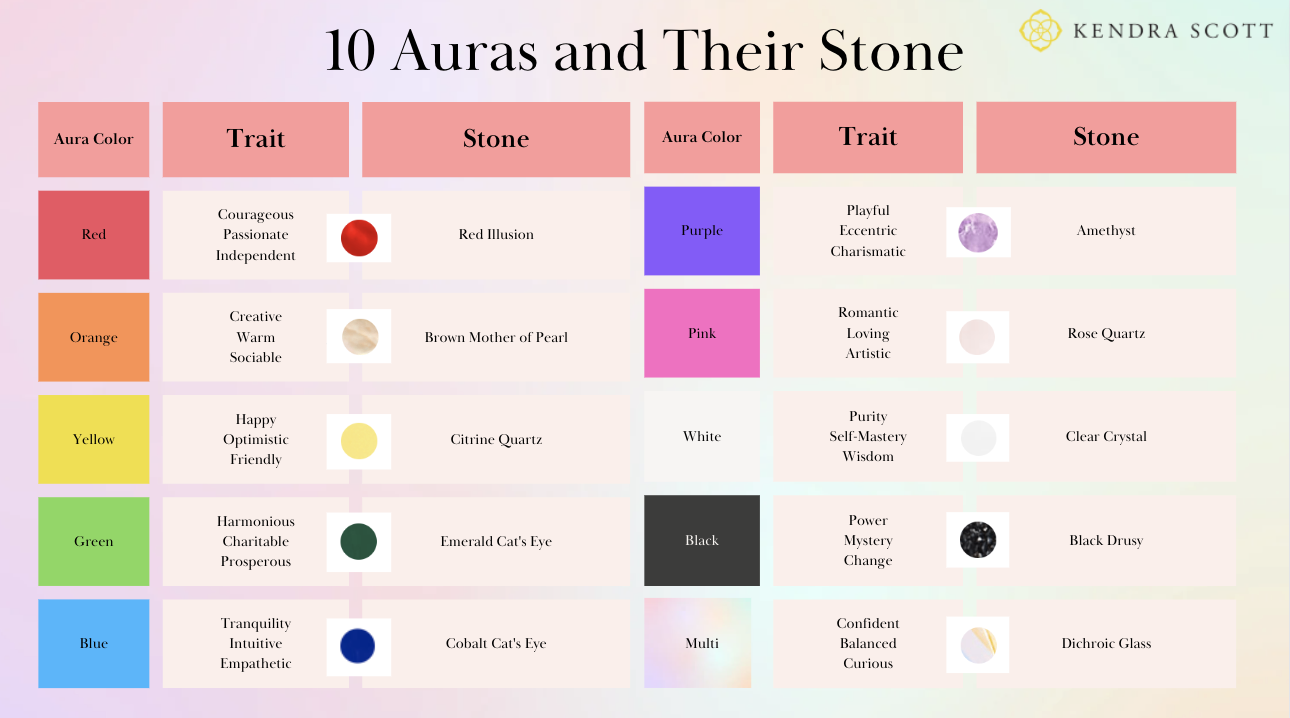 10 Auras and Their Stone
KENDRA SCOTT
Aura Color
Trait
Stone
Red
Courageous
Passionate
Independent
Red Illusion
Orange
Creative
Warm
Sociable
Brown Mother of Pearl
Yellow
Happy
Optimistic
Friendly
Citrine Quartz
Green
Harmonious
Charitable
Prosperous
Emerald Cat's Eye
Blue
Tranquility
Intuitive
Empathetic
Cobalt Cat's Eye
Aura Color
Trait
Stone
Purple
Playful
Eccentric
Charismatic
Amethyst
Pink
Romantic
Loving
Artistic
Rose Quartz
White
Purity
Self-Mastery
Wisdom
Clear Crystal
Black
Power
Mystery
Change
Black Drusy
Multi
Confident
Balanced
Curious
Dichroic Glass